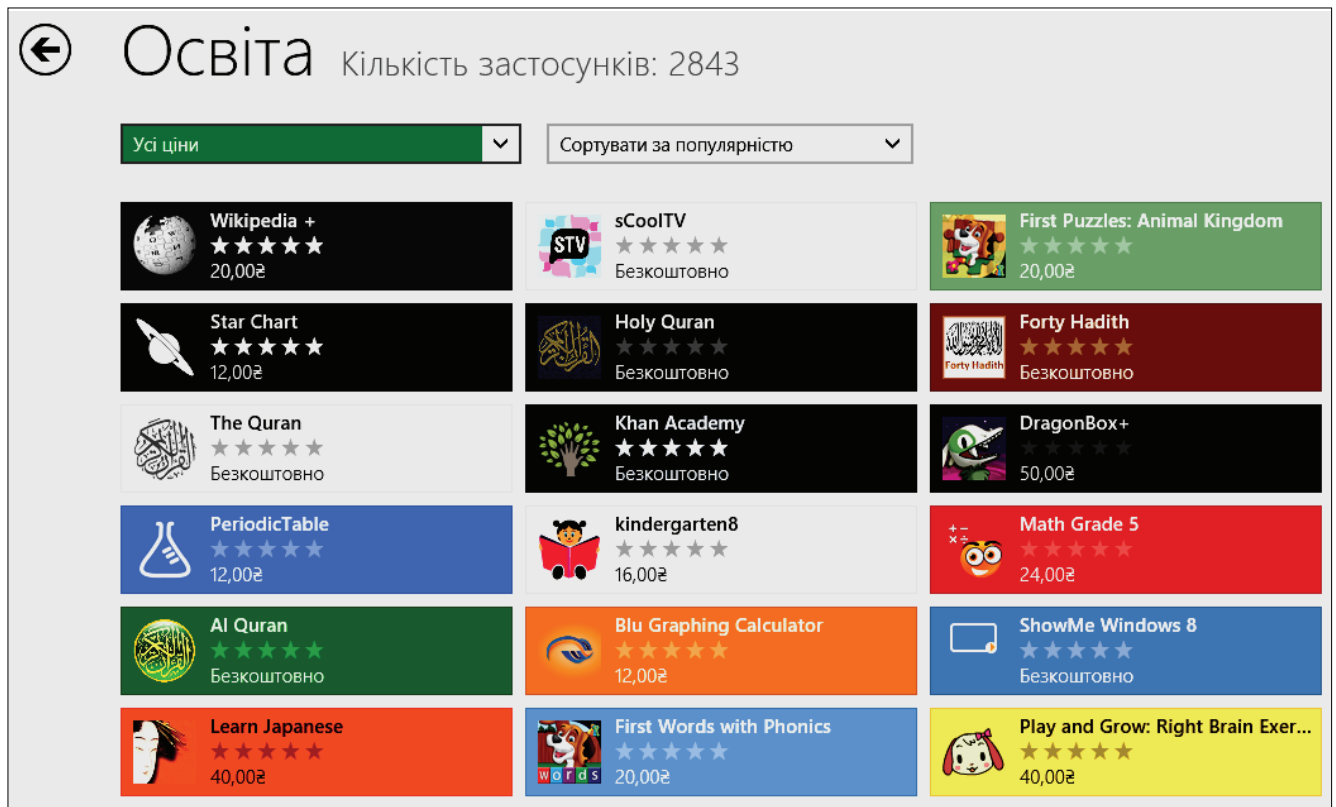 Освіта Кількість застосунків: 2843
Усі ціни
Сортувати за популярністю
Wikipedia +
20,00₴
Star Chart
12,00₴
The Quran
Безкоштовно
PeriodicTable
12,00₴
Al Quran
Безкоштовно
Learn Japanese
40,00₴
STV
sCoolTV
Безкоштовно
Holy Quran
Безкоштовно
Khan Academy
Безкоштовно
kindergarten8
16,00₴
Blu Graphing Calculator
12,00₴
words
First Words with Phonics
20,00₴
First Puzzles: Animal Kingdom
20,00₴
Forty Hadith
Forty Hadith
Безкоштовно
DragonBox+
50,00₴
+ −
× ÷
Math Grade 5
24,00₴
ShowMe Windows 8
Безкоштовно
Play and Grow: Right Brain Exer...
40,00₴